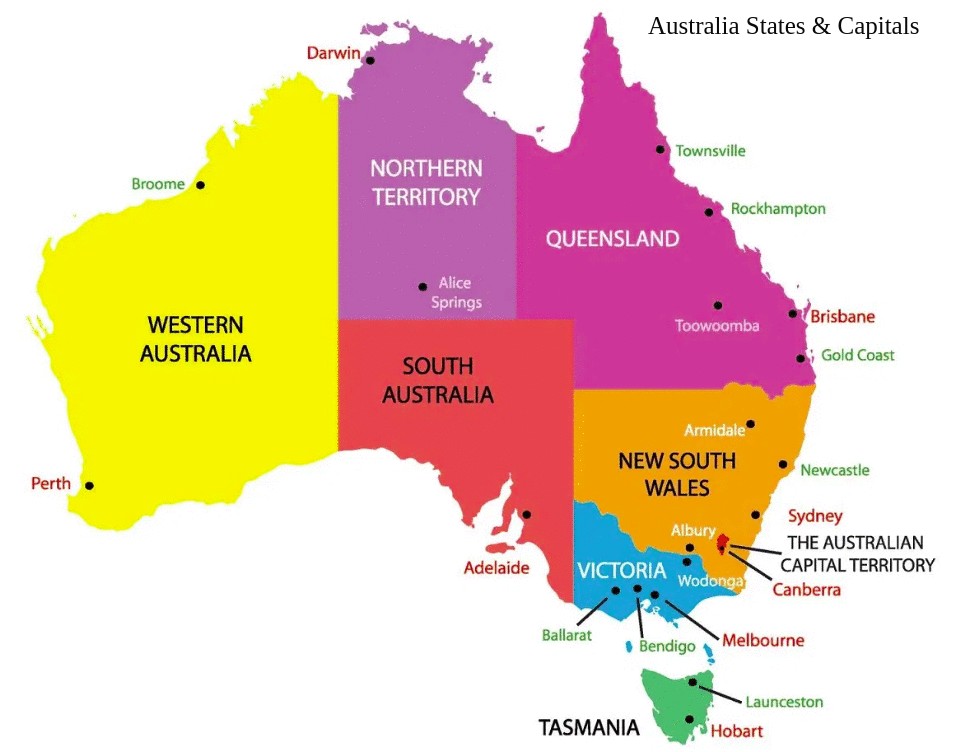 Australia States & Capitals
Darwin
Townsville
NORTHERN
TERRITORY
Broome
Rockhampton
QUEENSLAND
Alice
Springs
WESTERN
AUSTRALIA
Toowoomba
Brisbane
Gold Coast
SOUTH
AUSTRALIA
Armidale
NEW SOUTH
WALES
Newcastle
Perth
Sydney
Albury
THE AUSTRALIAN
CAPITAL TERRITORY
Adelaide
VICTORIA
Wodonga
Canberra
Ballarat
Bendigo
Melbourne
Launceston
TASMANIA
Hobart